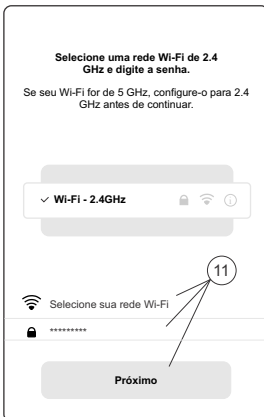 Selecione uma rede Wi-Fi de 2.4
GHz e digite a senha.
Se seu Wi-Fi for de 5 GHz, configure-o para 2.4
GHz antes de continuar.
Wi-Fi - 2.4GHz
11
Selecione sua rede Wi-Fi
*********
Próximo